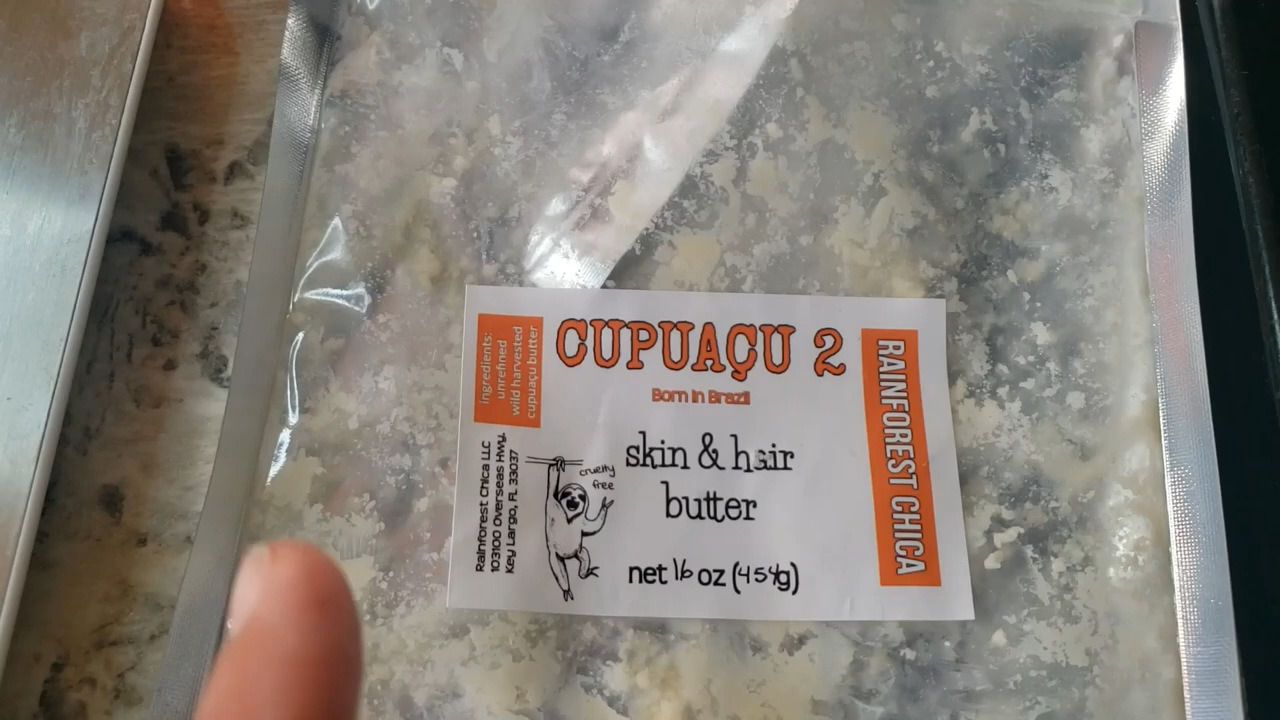 ingredients:
unrefined
wild harvested
cupuaçu butter
CUPUAÇU 2
Born in Brazil
RAINFOREST CHICA
Rainforest Chica LLC
103100 Overseas Hwy.
Key Largo, FL 33037
cruelty
free
skin & hair
butter
net 16 oz (454g)